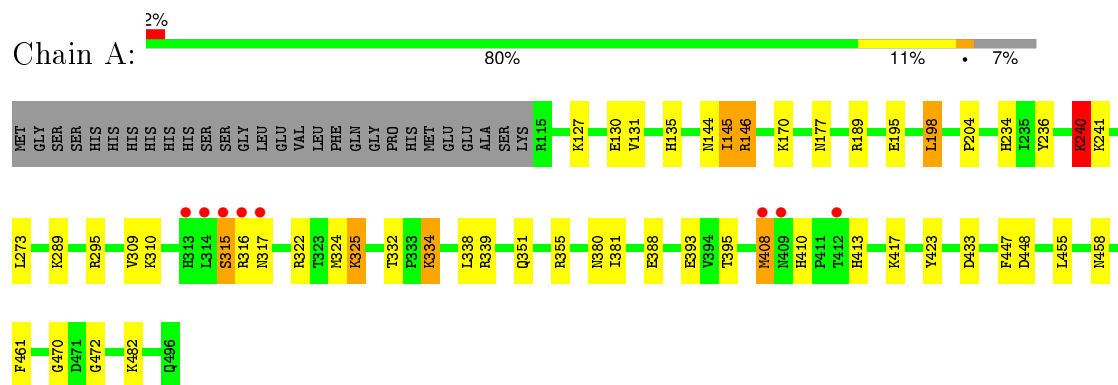 2%
Chain A:
80% 11% • 7%
MET GLY SER SER HIS HIS HIS HIS HIS HIS SER SER GLY LEU GLU VAL LEU PHE GLN GLY PRO HIS MET GLU GLU ALA SER LYS R115 K127 E130 V131 H135 N144 I145 R146 K170 N177 R189 E195 L198 P204 H234 I235 Y236 K240 K241
L273 K289 R295 V309 K310 H313 L314 S315 R316 N317 R322 T323 M324 K325 T332 P333 K334 L338 R339 Q351 R355 N380 I381 E388 E393 V394 T395 M408 N409 H410 P411 T412 H413 K417 Y423 D433 F447 D448 L455 N458
F461 G470 D471 G472 K482 Q496